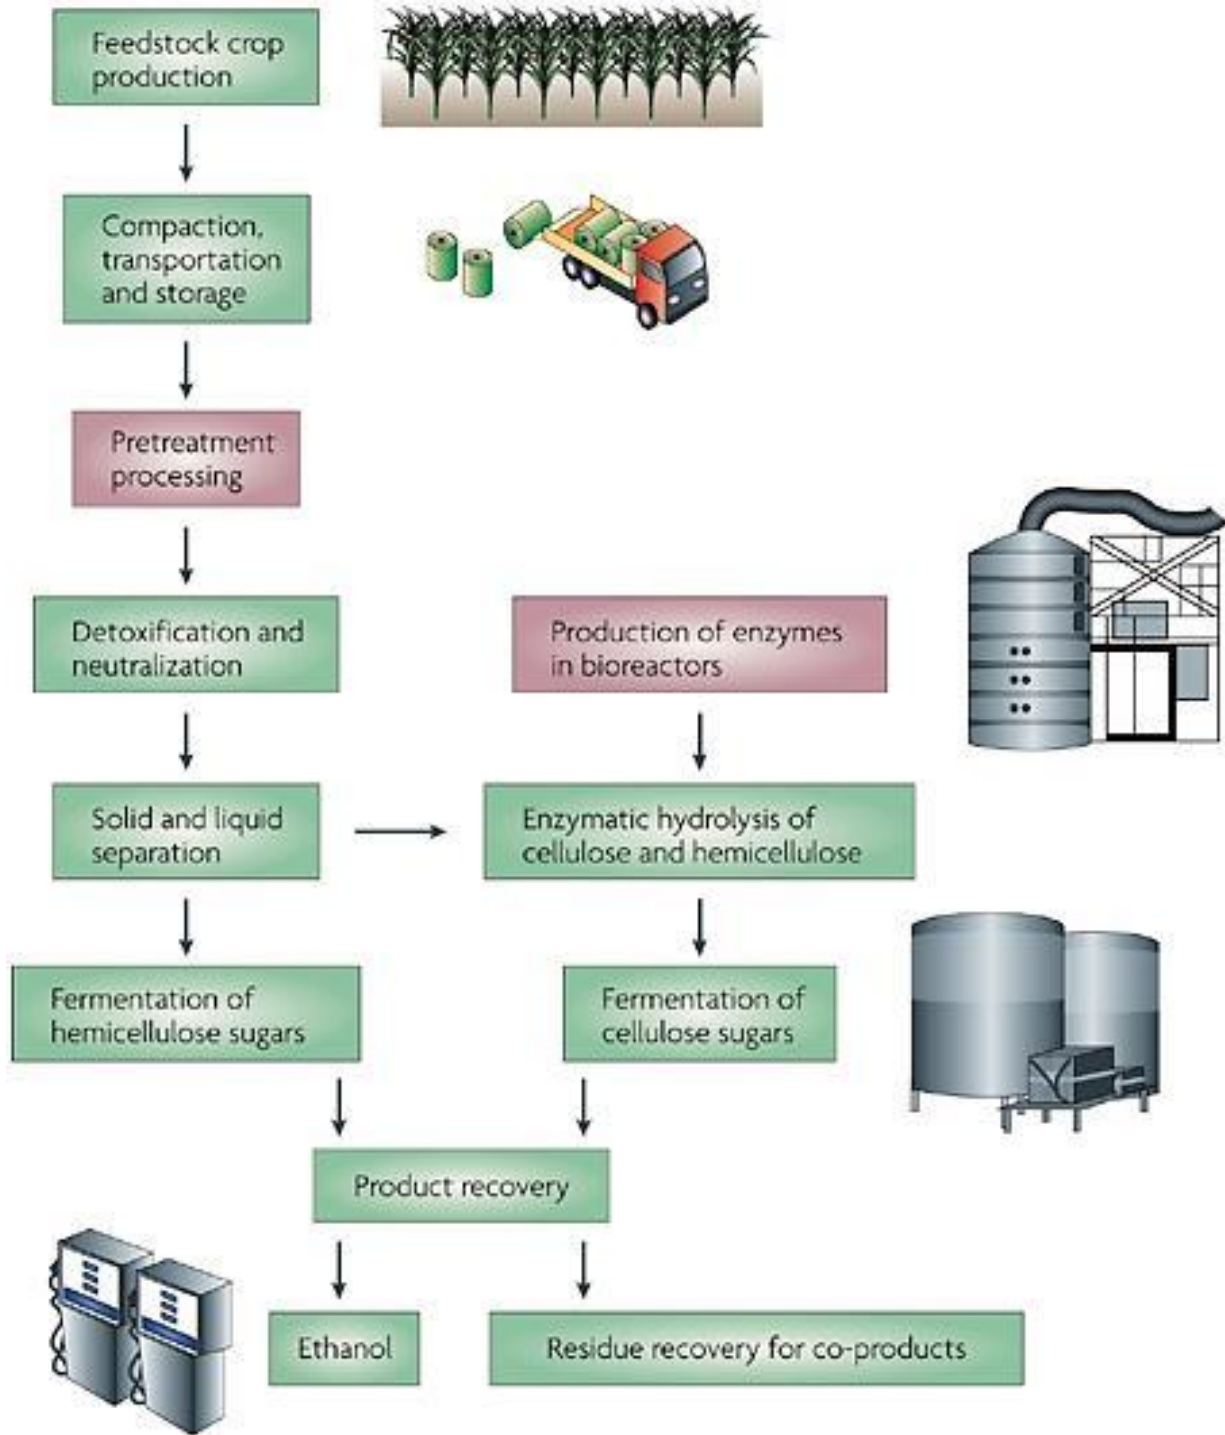 Feedstock crop
production
Compaction,
transportation
and storage
Pretreatment
processing
Detoxification and
neutralization
Production of enzymes
in bioreactors
Solid and liquid
separation
Enzymatic hydrolysis of
cellulose and hemicellulose
Fermentation of
hemicellulose sugars
Fermentation of
cellulose sugars
Product recovery
Ethanol
Residue recovery for co-products